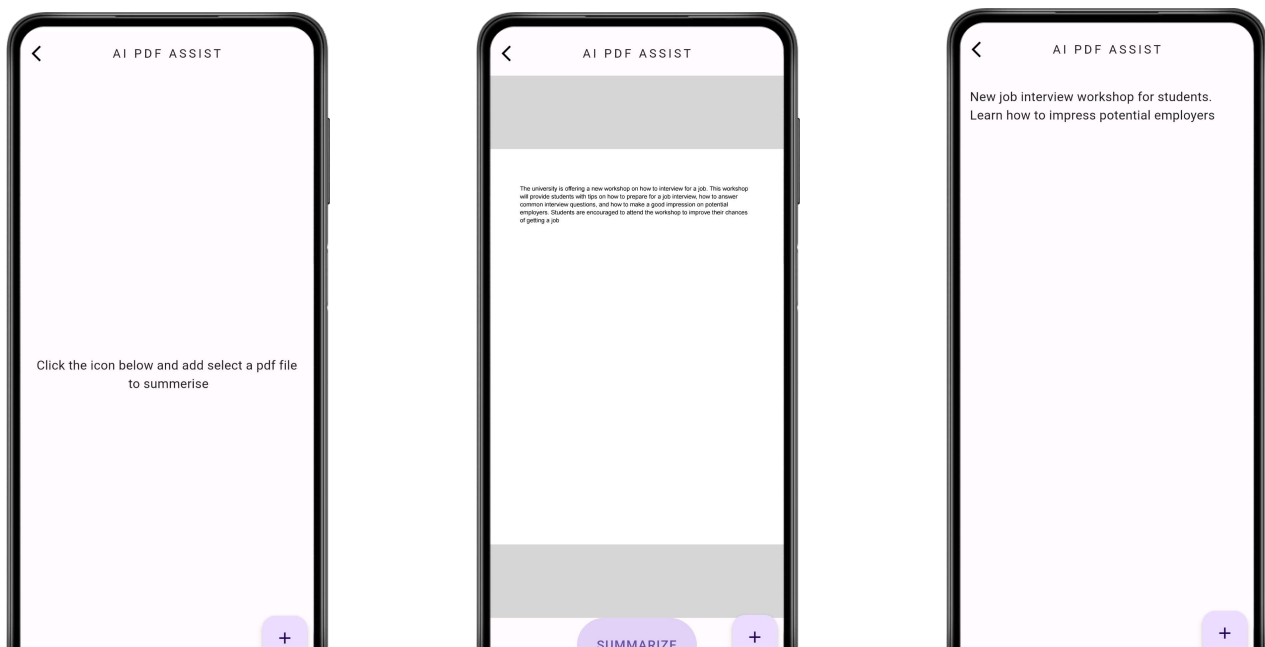 AI PDF ASSIST
Click the icon below and add select a pdf file
to summerise
+
AI PDF ASSIST
The university is offering a new workshop on how to interview for a job. This workshop
will provide students with tips on how to prepare for a job interview, how to answer
common interview questions, and how to make a good impression on potential
employers. Students are encouraged to attend the workshop to improve their chances
of getting a job
SUMMARIZE
+
AI PDF ASSIST
New job interview workshop for students.
Learn how to impress potential employers
+